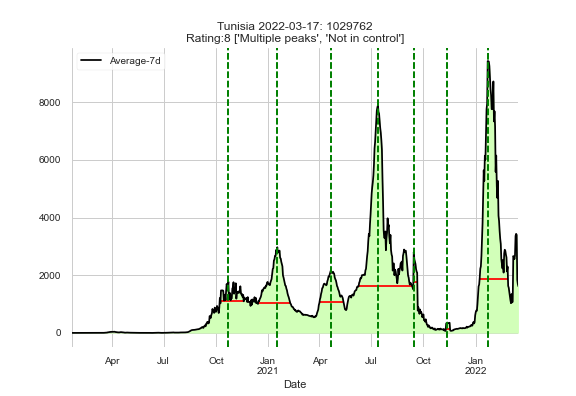 Tunisia 2022-03-17: 1029762
Rating:8 ['Multiple peaks', 'Not in control']
Average-7d
8000
6000
4000
2000
0
Apr
Jul
Oct
Jan
2021
Apr
Jul
Oct
Jan
2022
Date